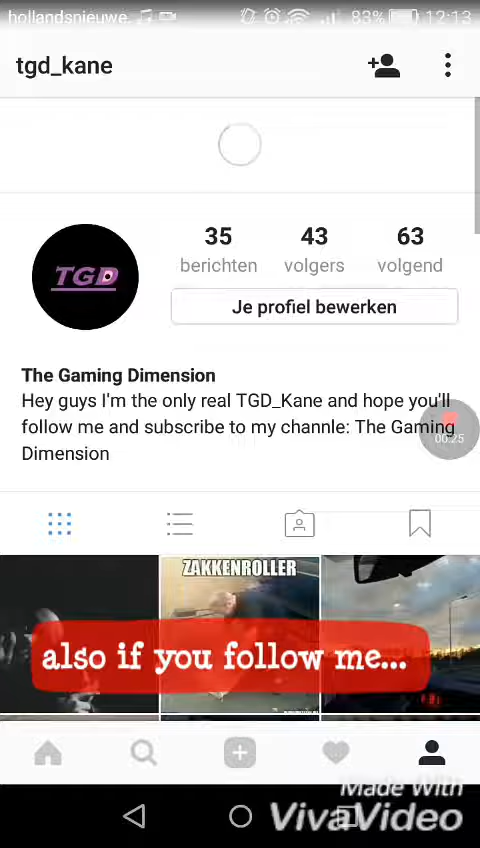 hollandsnieuwe.
83%
12:13
tgd_kane
35
43
63
berichten
volgers
volgend
TGD
Je profiel bewerken
The Gaming Dimension
Hey guys I'm the only real TGD_Kane and hope you'll
follow me and subscribe to my channle: The Gaming
Dimension
00:25
ZAKKENROLLER
also if you follow me...
Made With
VivaVideo